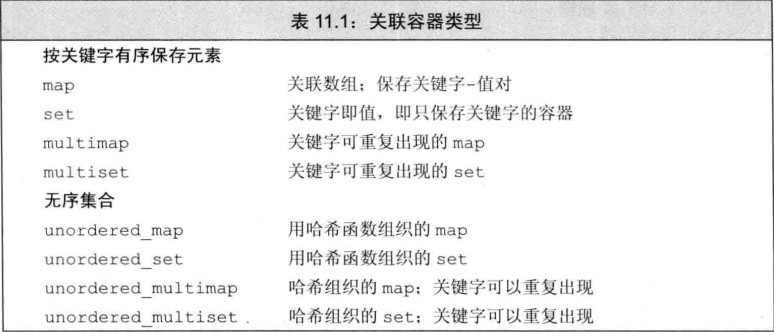 表 11.1：关联容器类型
按关键字有序保存元素
map 关联数组；保存关键字-值对
set 关键字即值，即只保存关键字的容器
multimap 关键字可重复出现的 map
multiset 关键字可重复出现的 set
无序集合
unordered_map 用哈希函数组织的 map
unordered_set 用哈希函数组织的 set
unordered_multimap 哈希组织的 map；关键字可以重复出现
unordered_multiset 哈希组织的 set；关键字可以重复出现